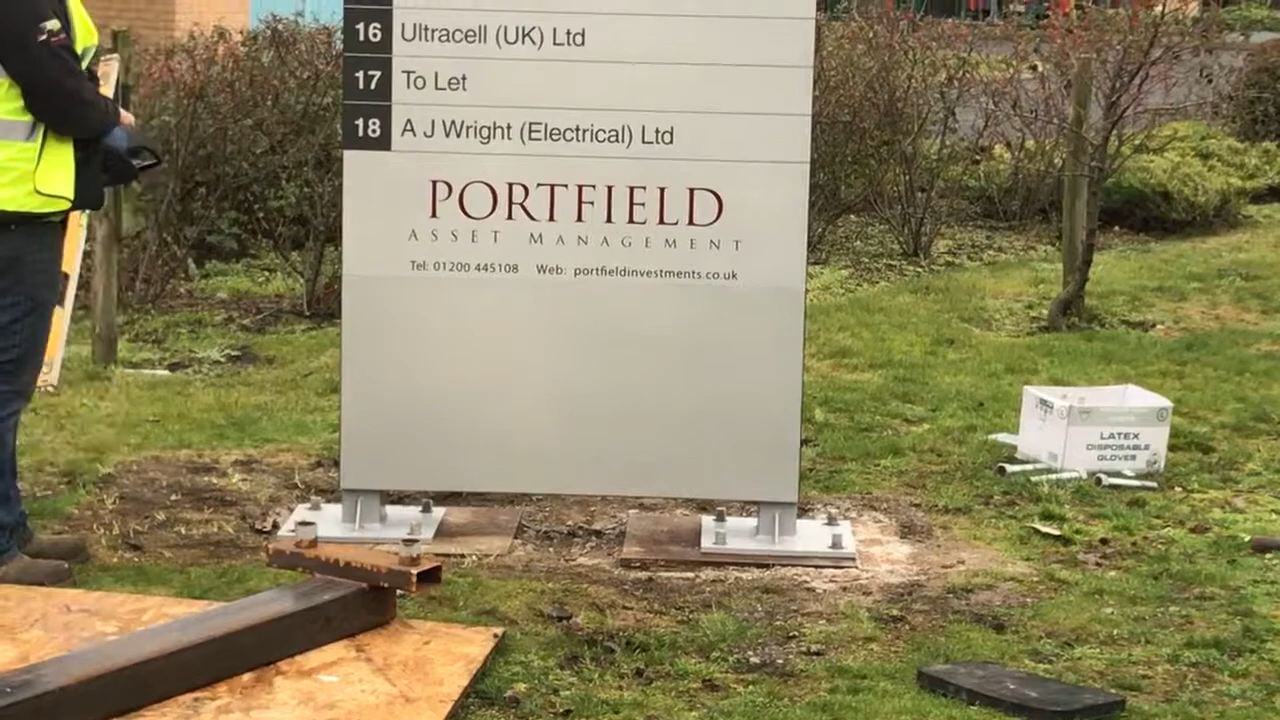 16 Ultracell (UK) Ltd
17 To Let
18 A J Wright (Electrical) Ltd
PORTFIELD
ASSET MANAGEMENT
Tel: 01200 445108 Web: portfieldinvestments.co.uk
LATEX
DISPOSABLE
GLOVES